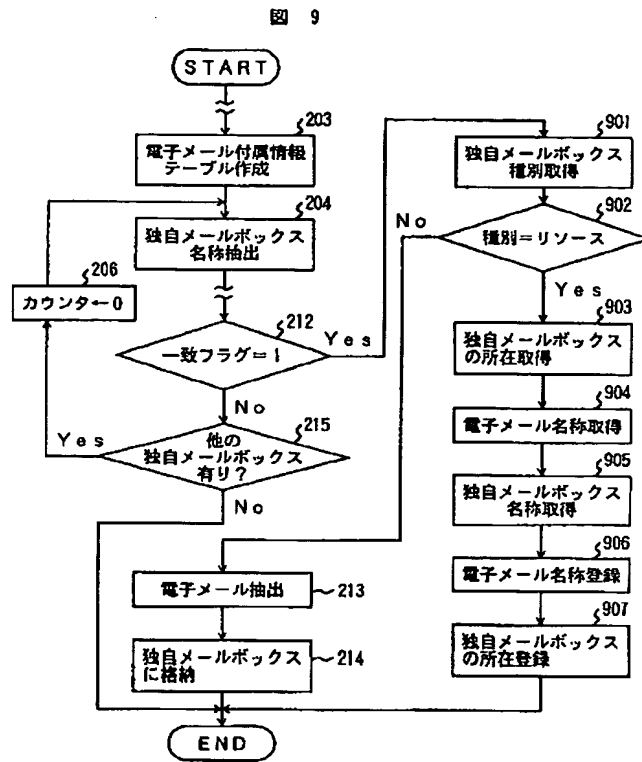 図 9
START
203
電子メール付属情報
テーブル作成
204
独自メールボックス
名称抽出
206
カウンタ←0
212
一致フラグ=1
Yes
No
215
他の
独自メールボックス
有り?
Yes
No
電子メール抽出
213
独自メールボックス
に格納
214
END
901
独自メールボックス
種別取得
902
種別=リソース
No
Yes
903
独自メールボックス
の所在取得
904
電子メール名称取得
905
独自メールボックス
名称取得
906
電子メール名称登録
907
独自メールボックス
の所在登録